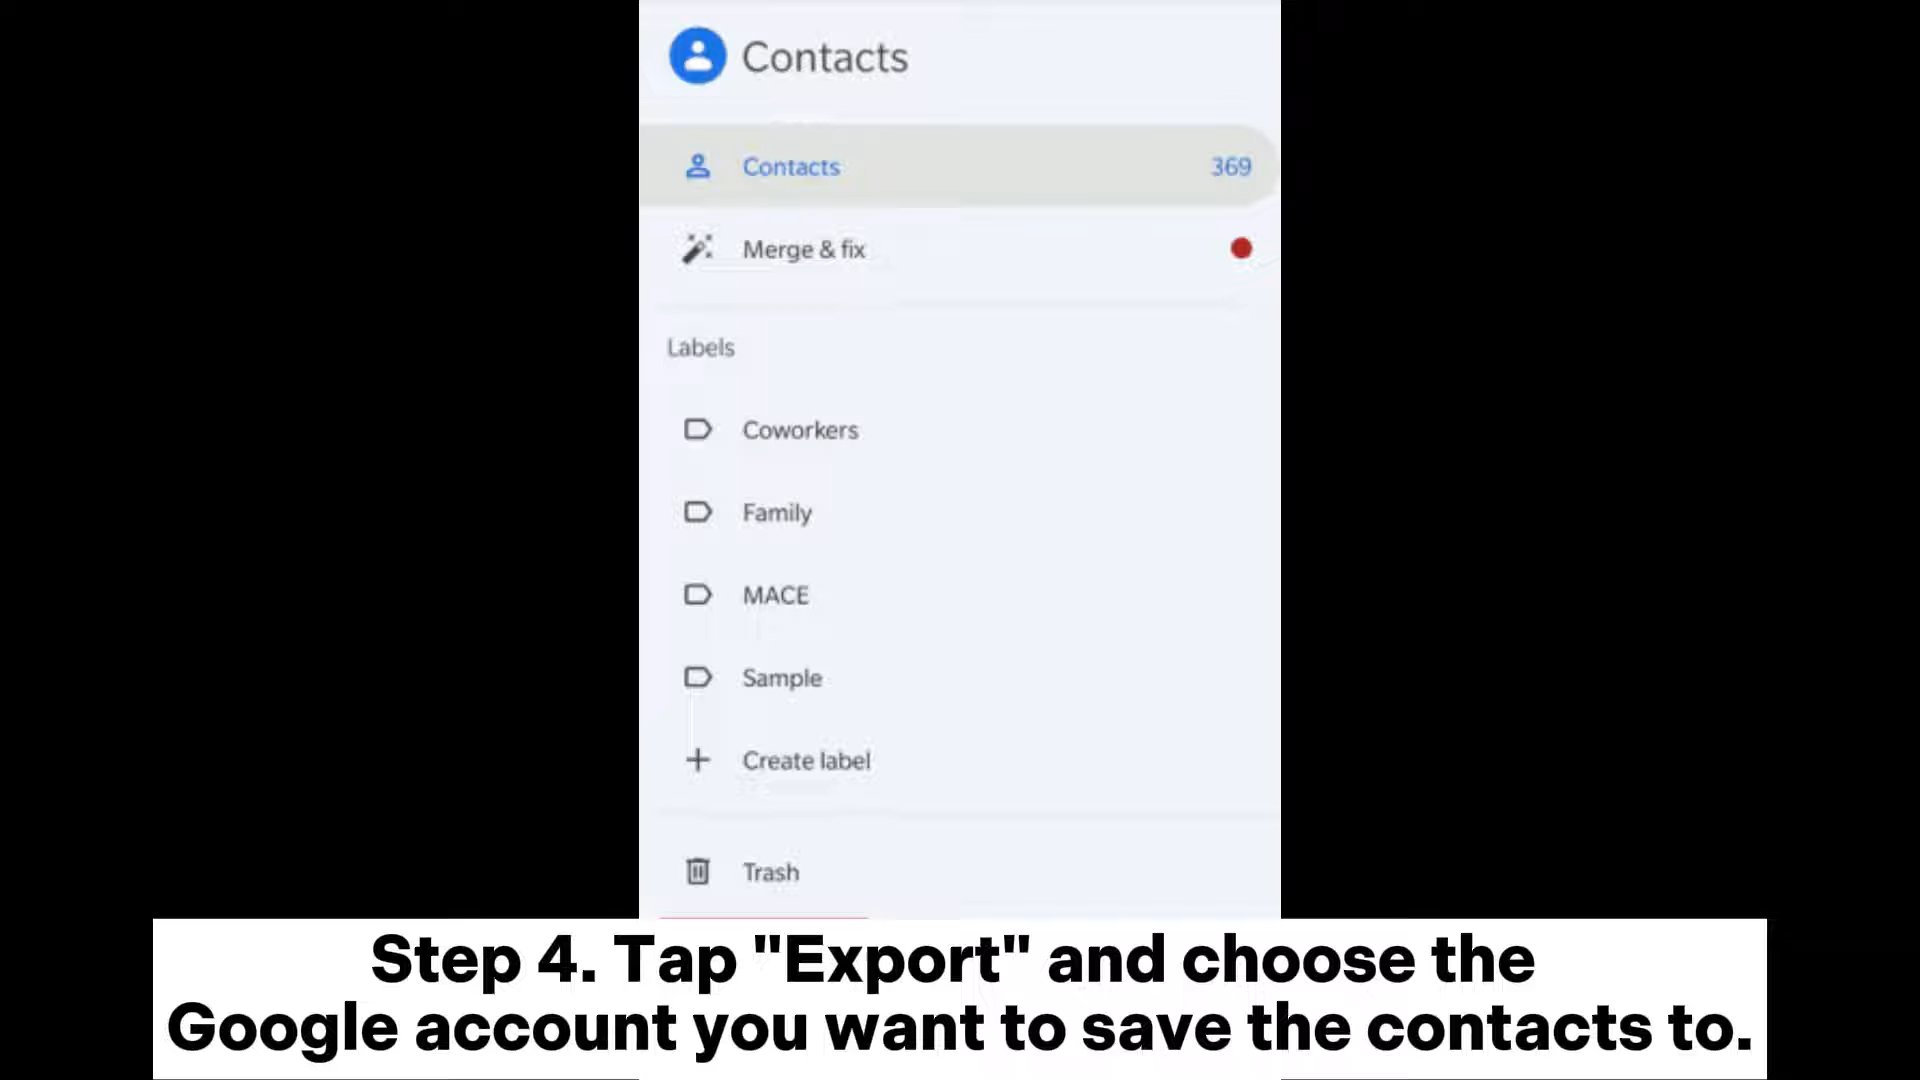 Contacts
Contacts 369
Merge & fix
Labels
Coworkers
Family
MACE
Sample
Create label
Trash
Step 4. Tap "Export" and choose the
Google account you want to save the contacts to.